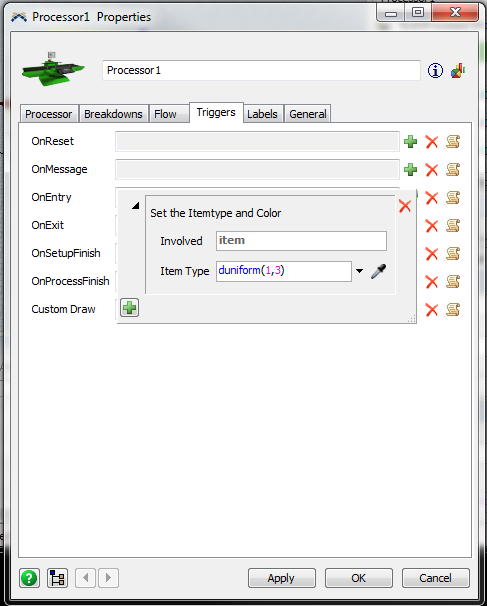 Processor1 Properties
Processor1
Processor Breakdowns Flow Triggers Labels General
OnReset
OnMessage
OnEntry
Set the Itemtype and Color
OnExit
Involved item
OnSetupFinish
Item Type duniform(1,3)
OnProcessFinish
Custom Draw
Apply OK Cancel